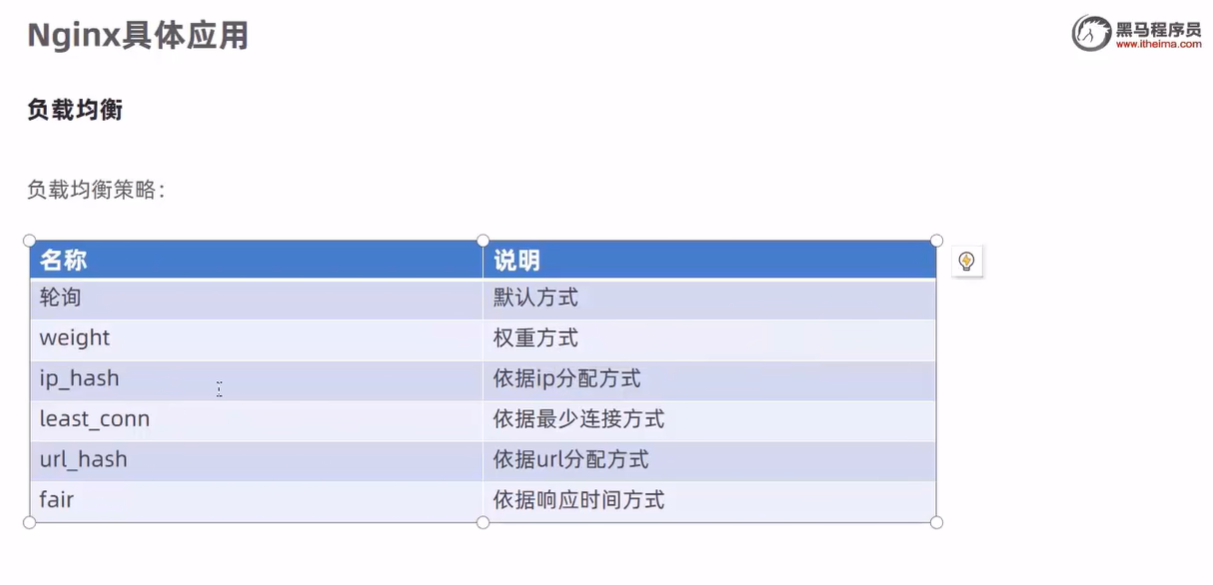 Nginx具体应用
黑马程序员
www.itheima.com
负载均衡
负载均衡策略：
名称 说明
轮询 默认方式
weight 权重方式
ip_hash 依据ip分配方式
least_conn 依据最少连接方式
url_hash 依据url分配方式
fair 依据响应时间方式